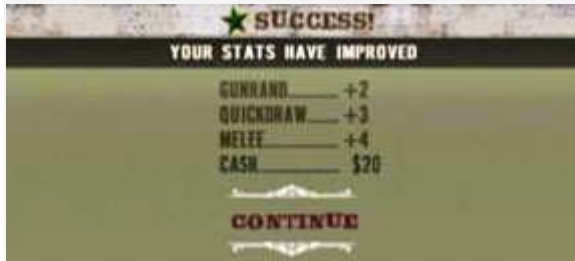 SUCCESS!
YOUR STATS HAVE IMPROVED
GUNHAND +2
QUICKDRAW +3
MELEE +4
CASH $20
CONTINUE